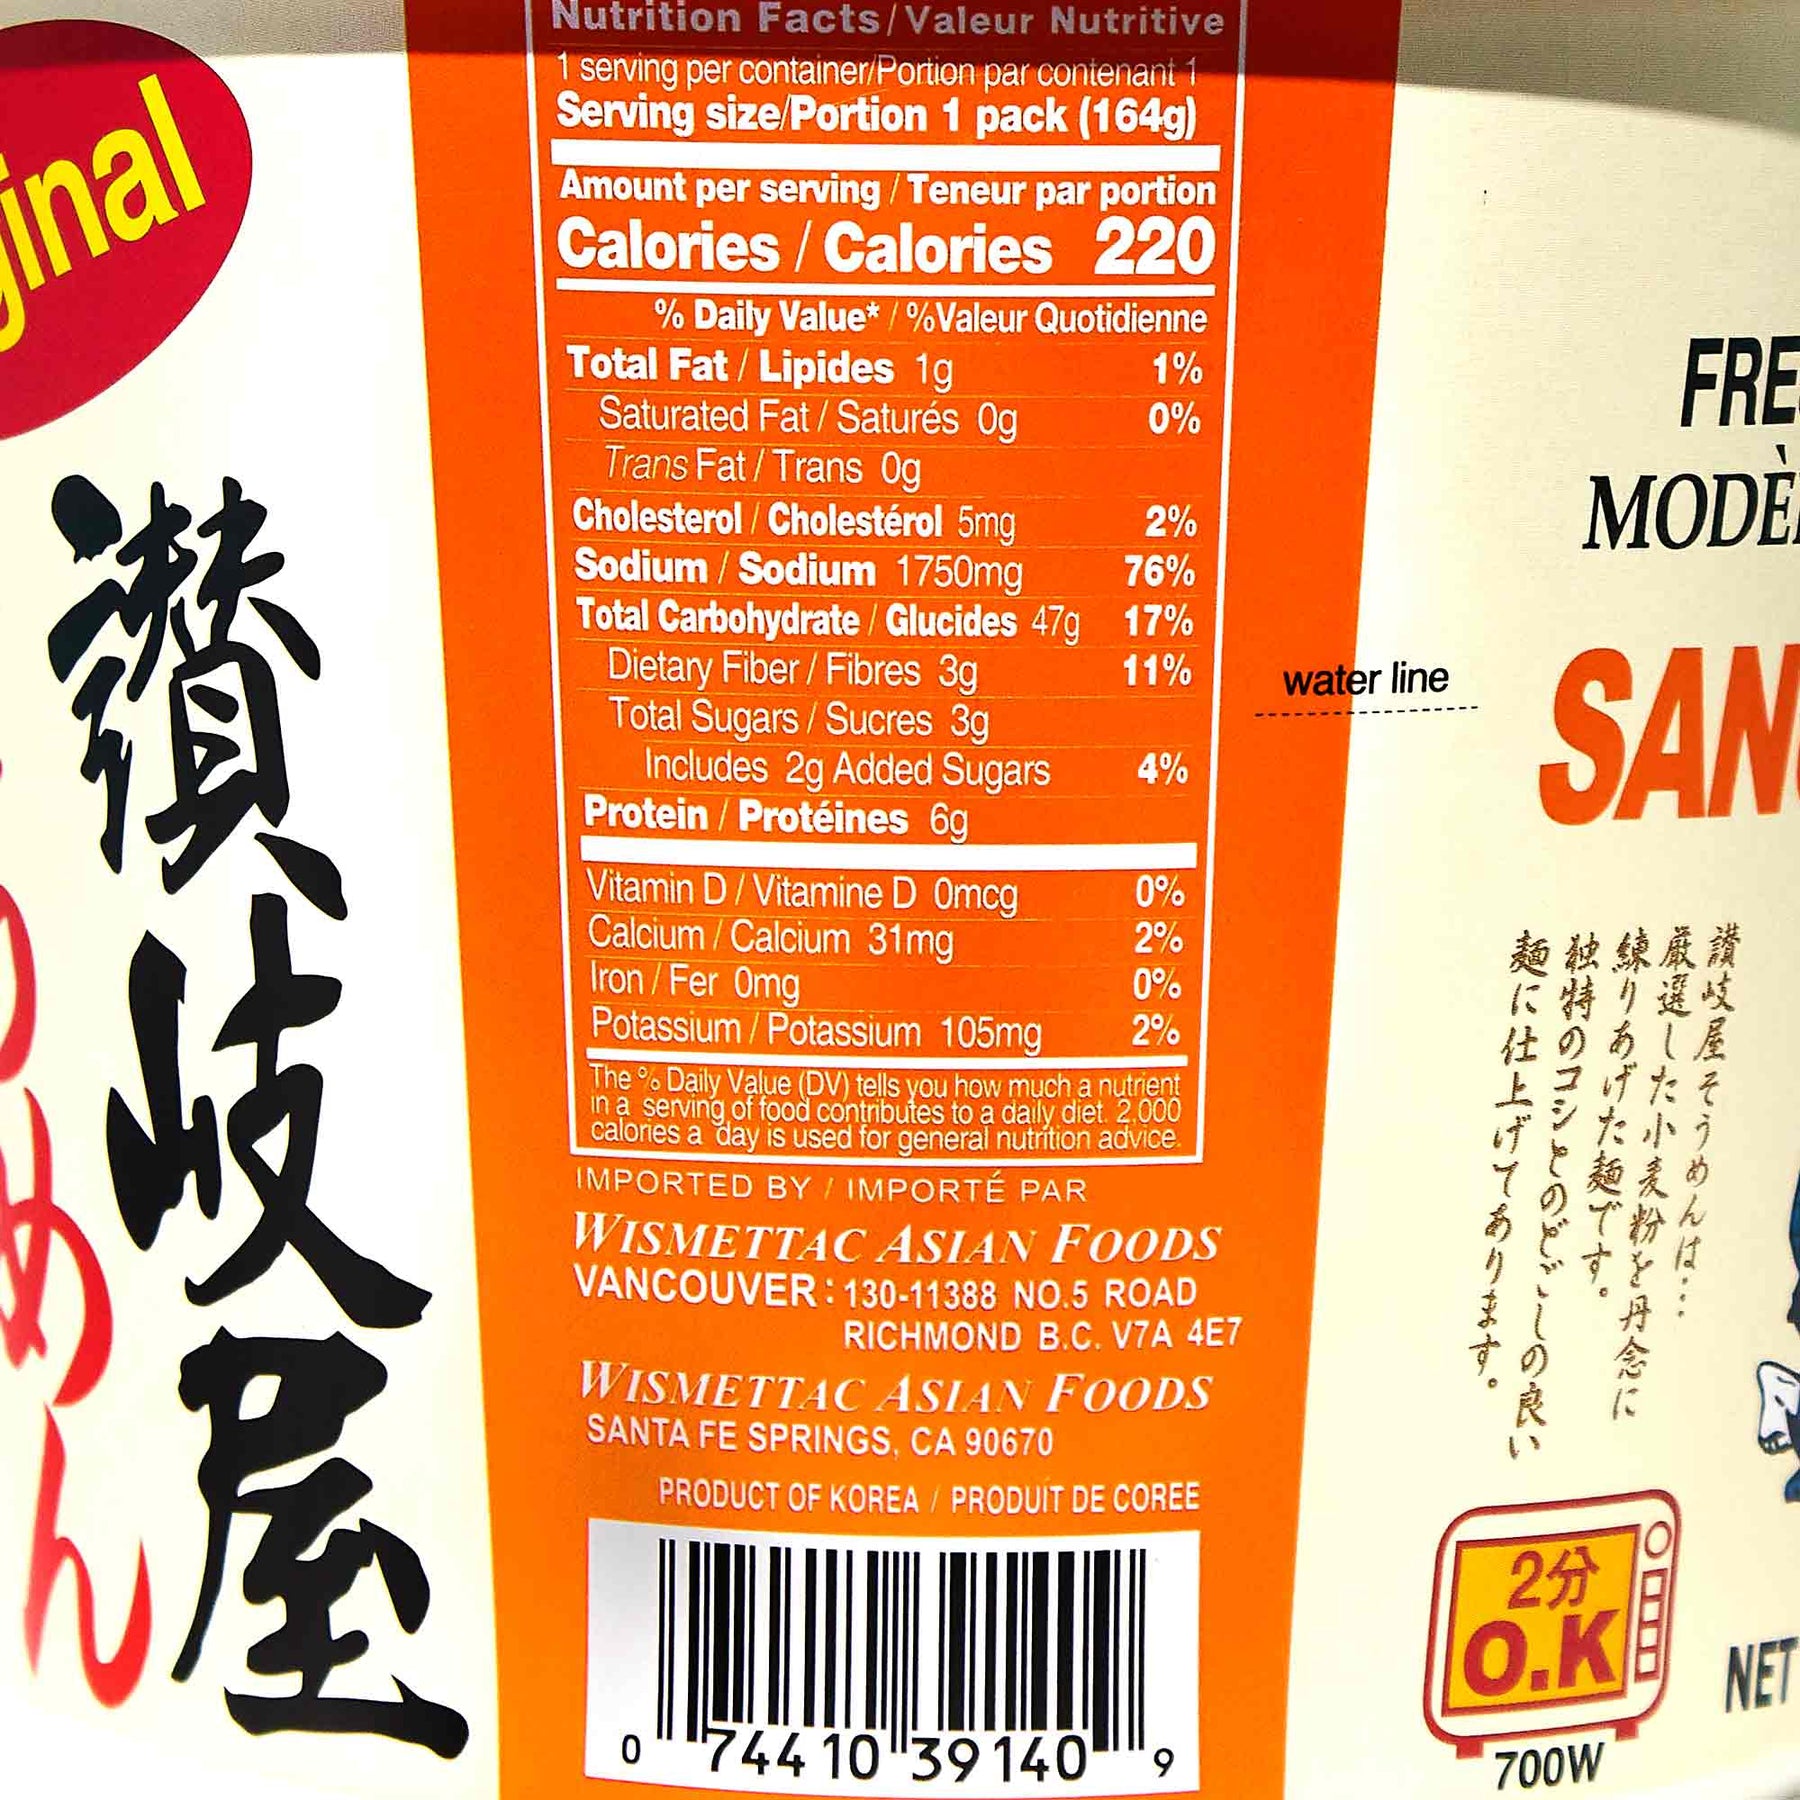 ginal
讃岐屋
めん
Nutrition Facts/Valeur Nutritive
1 serving per container/Portion par contenant 1
Serving size/Portion 1 pack (164g)
Amount per serving / Teneur par portion
Calories / Calories 220
% Daily Value* / %Valeur Quotidienne
Total Fat / Lipides 1g 1%
Saturated Fat / Saturés 0g 0%
Trans Fat / Trans 0g
Cholesterol / Cholestérol 5mg 2%
Sodium / Sodium 1750mg 76%
Total Carbohydrate / Glucides 47g 17%
Dietary Fiber / Fibres 3g 11%
Total Sugars / Sucres 3g
Includes 2g Added Sugars 4%
Protein / Protéines 6g
Vitamin D / Vitamine D 0mcg 0%
Calcium / Calcium 31mg 2%
Iron / Fer 0mg 0%
Potassium / Potassium 105mg 2%
The % Daily Value (DV) tells you how much a nutrient
in a serving of food contributes to a daily diet. 2,000
calories a day is used for general nutrition advice.
IMPORTED BY / IMPORTÉ PAR
WISMETTAC ASIAN FOODS
VANCOUVER : 130-11388 NO.5 ROAD
RICHMOND B.C. V7A 4E7
WISMETTAC ASIAN FOODS
SANTA FE SPRINGS, CA 90670
PRODUCT OF KOREA / PRODUIT DE COREE
0 74410 39140 9
water line
FRE
MODÈ
SAN
讃岐屋そうめんは…
厳選した小麦粉を丹念に
練りあげた麺です。
独特のコシとのどごしの良い
麺に仕上げてあります。
2分
O.K
700W
NET